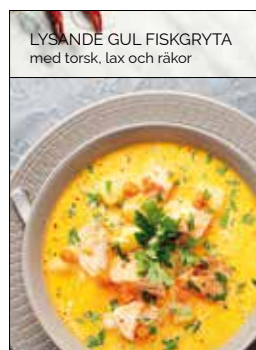 LYSANDE GUL FISKGRYTA
med torsk, lax och räkor